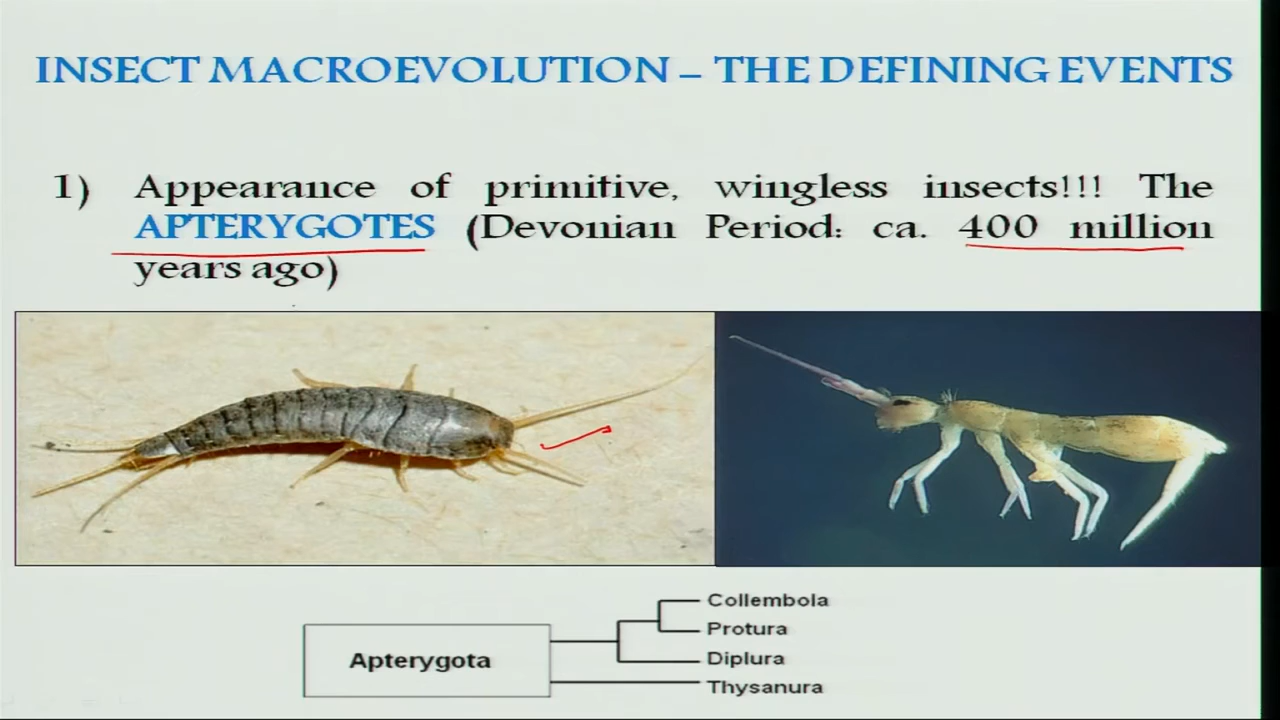 INSECT MACROEVOLUTION – THE DEFINING EVENTS
1) Appearance of primitive, wingless insects!!! The
APTERYGOTES (Devonian Period: ca. 400 million
years ago)
Collembola
Protura
Apterygota
Diplura
Thysanura